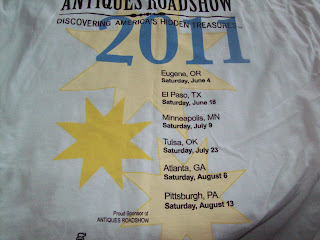 ANTIQUES ROADSHOW
DISCOVERING AMERICA'S HIDDEN TREASURES
2011
Eugene, OR
Saturday, June 4
El Paso, TX
Saturday, June 18
Minneapolis, MN
Saturday, July 9
Tulsa, OK
Saturday, July 23
Atlanta, GA
Saturday, August 6
Pittsburgh, PA
Saturday, August 13
Proud Sponsor of
ANTIQUES ROADSHOW